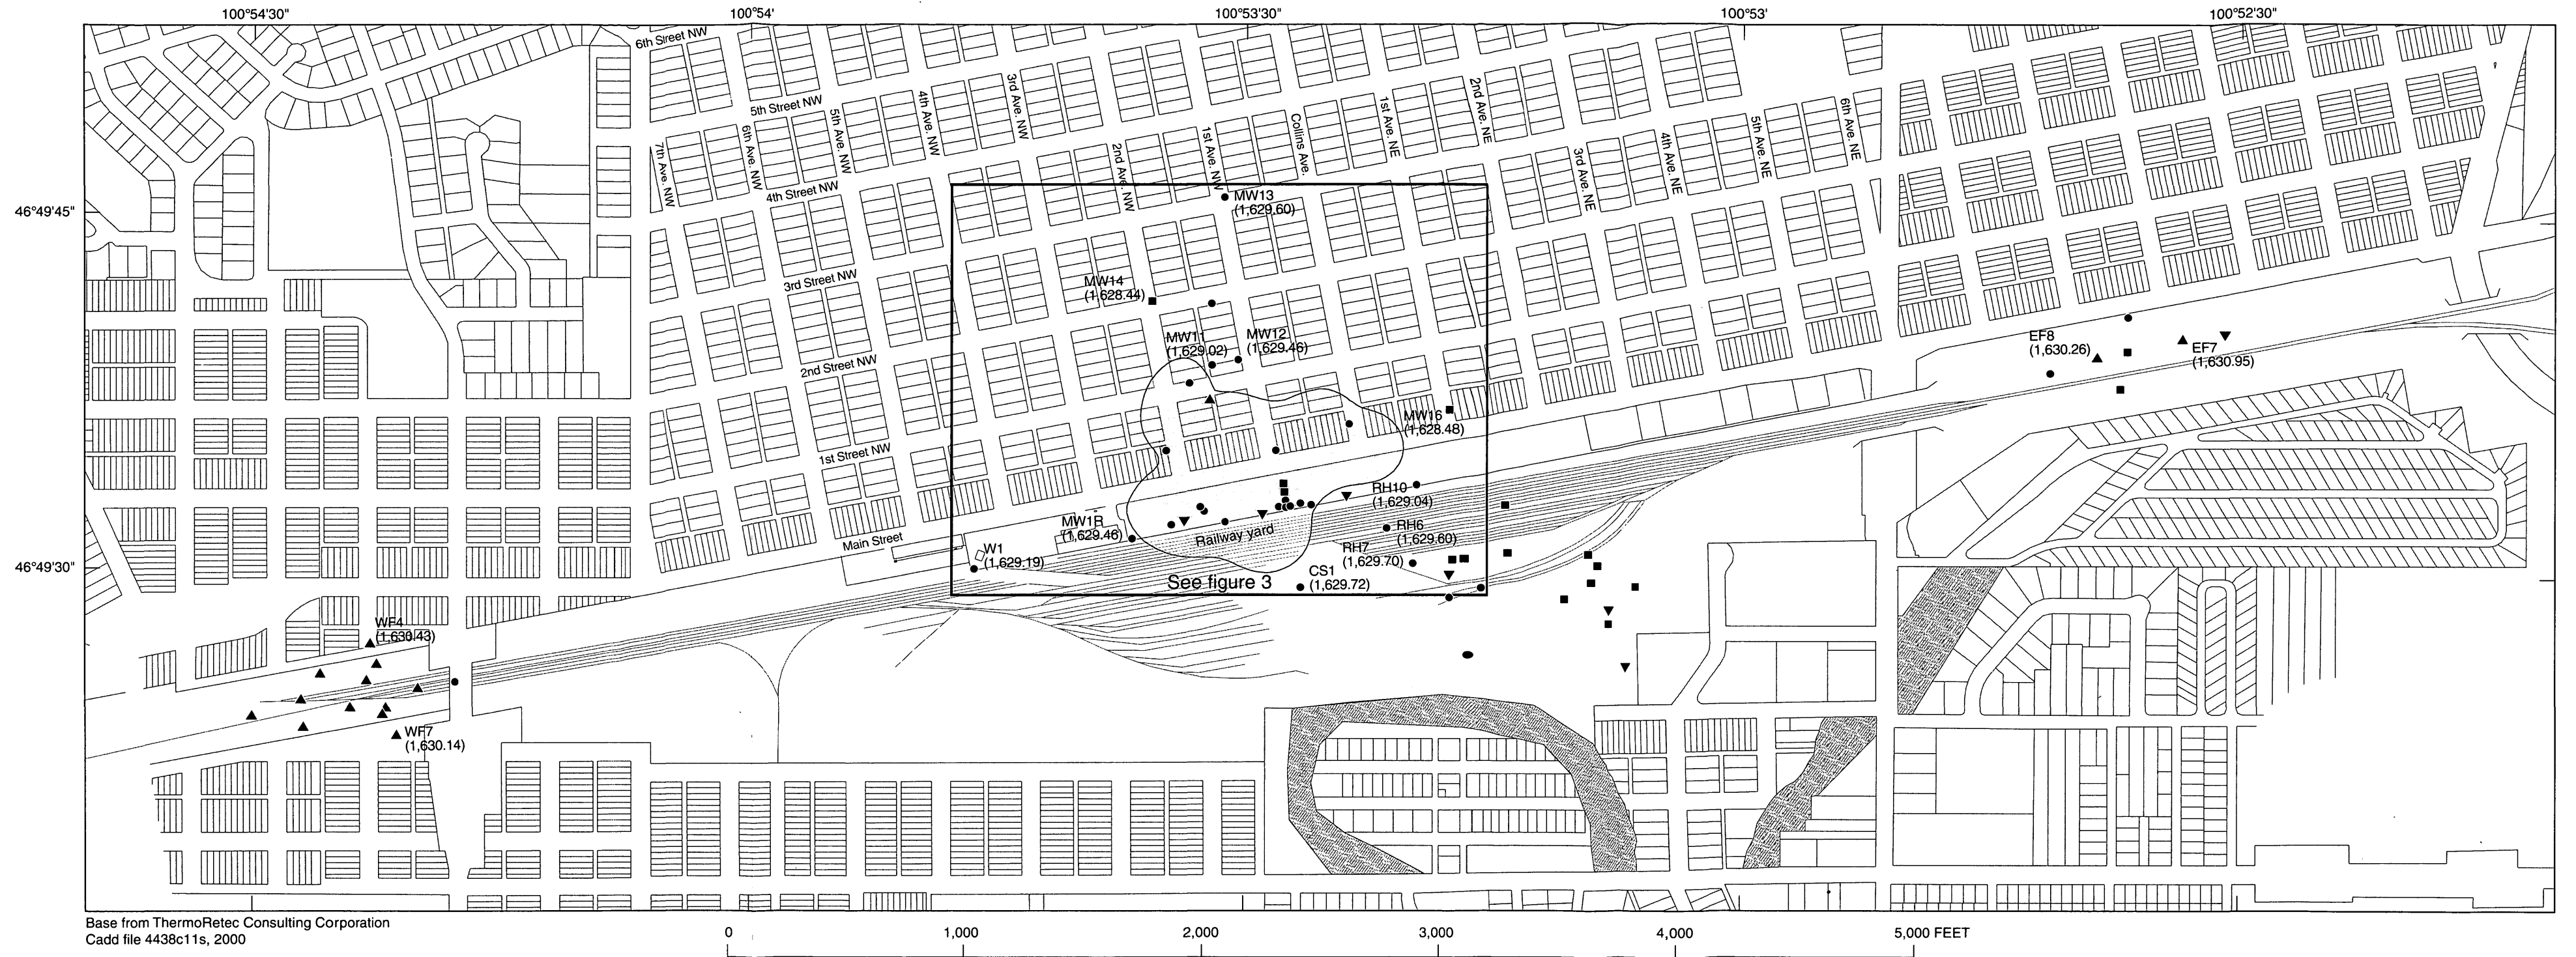 100°54'30"
100°54'
100°53'30"
100°53'
100°52'30"
6th Street NW
5th Street NW
7th Ave. NW
6th Ave. NW
5th Ave. NW
4th Ave. NW
3rd Ave. NW
2nd Ave. NW
1st Ave. NW
Collins Ave.
1st Ave. NE
2nd Ave. NE
3rd Ave. NE
4th Ave. NE
5th Ave. NE
6th Ave. NE
4th Street NW
46°49'45"
MW13
(1,629.60)
3rd Street NW
MW14
(1,628.44)
MW11
(1,629.02)
MW12
(1,629.46)
EF8
(1,630.26)
EF7
(1,630.95)
2nd Street NW
MW16
(1,628.48)
1st Street NW
RH10
(1,629.04)
MW1R
(1,629.46)
Railway yard
RH6
(1,629.60)
Main Street
W1
(1,629.19)
RH7
(1,629.70)
46°49'30"
CS1
(1,629.72)
See figure 3
WF4
(1,630.43)
WF7
(1,630.14)
Base from ThermoRetec Consulting Corporation
Cadd file 4438c11s, 2000
0
1,000
2,000
3,000
4,000
5,000 FEET